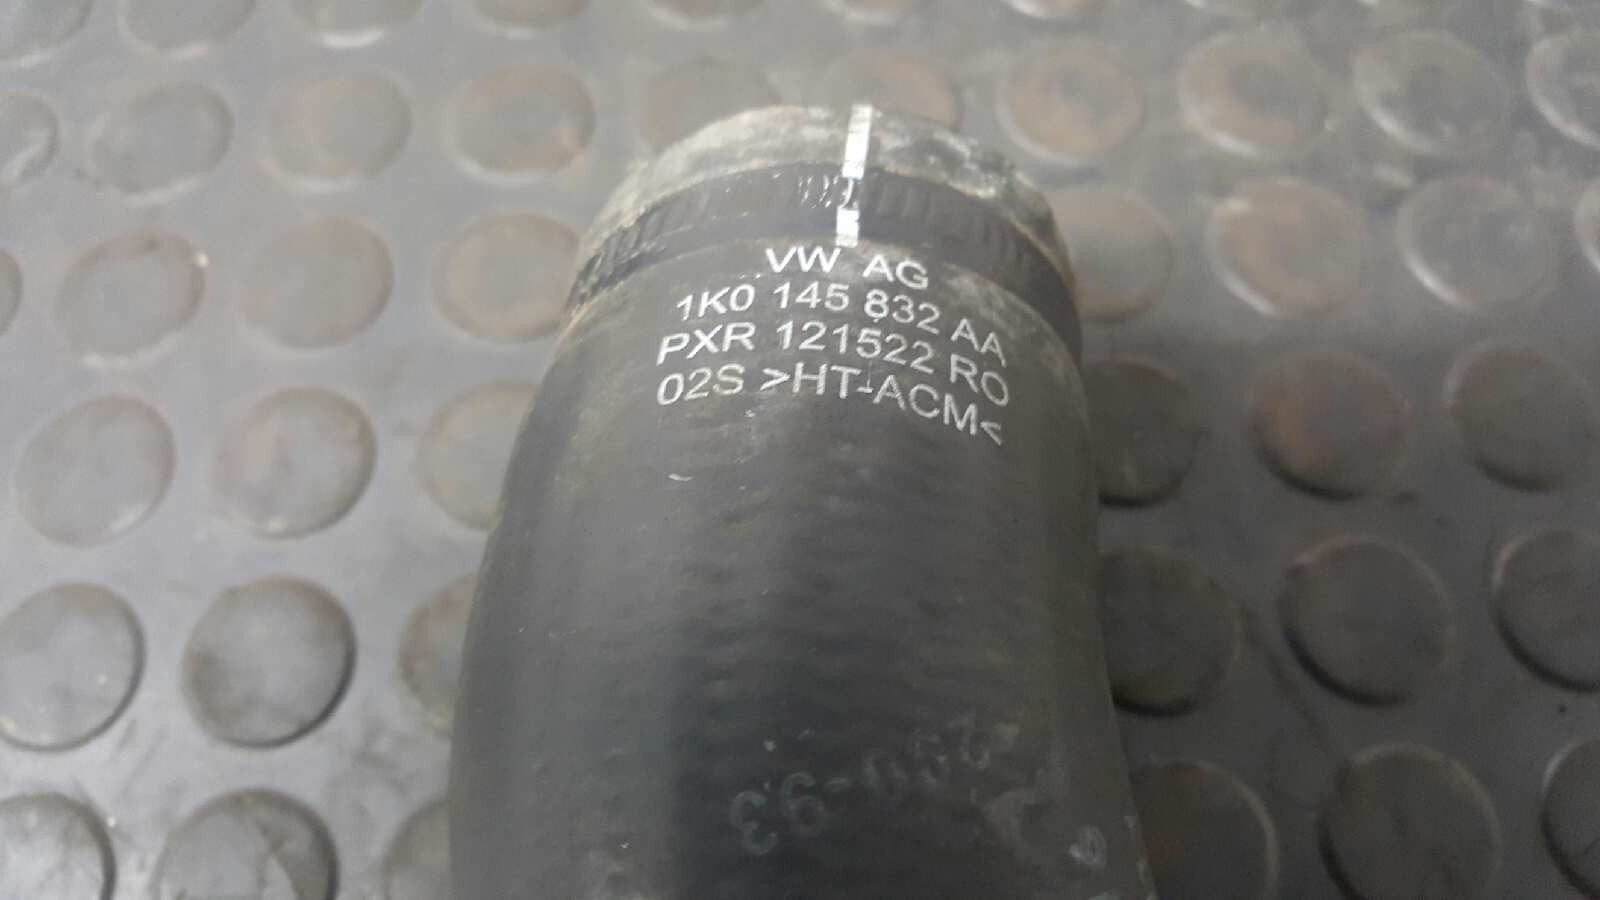 VW AG
1K0 145 832 AA
PXR 121522 RO
02S >HT-ACM<